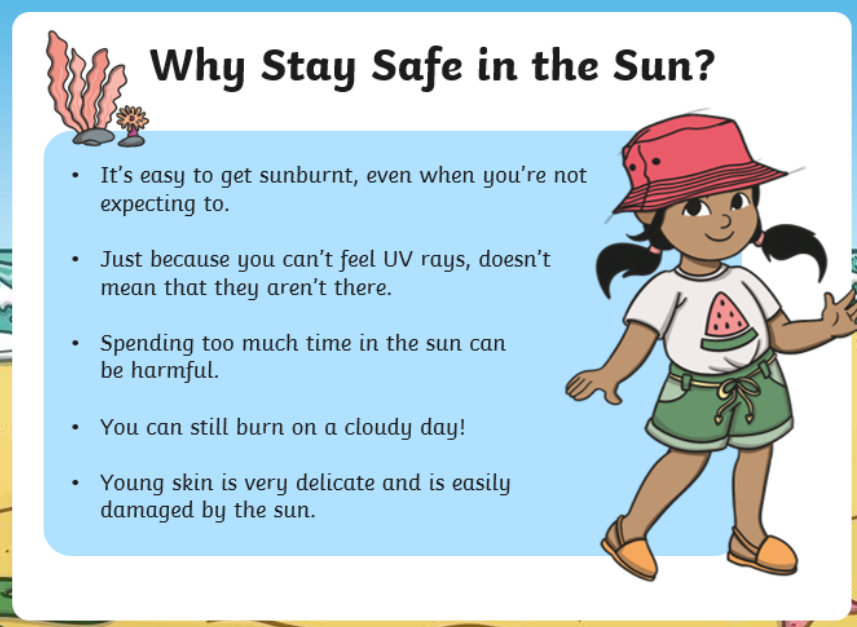 Why Stay Safe in the Sun?
• It's easy to get sunburnt, even when you're not
expecting to.
• Just because you can't feel UV rays, doesn't
mean that they aren't there.
• Spending too much time in the sun can
be harmful.
• You can still burn on a cloudy day!
• Young skin is very delicate and is easily
damaged by the sun.